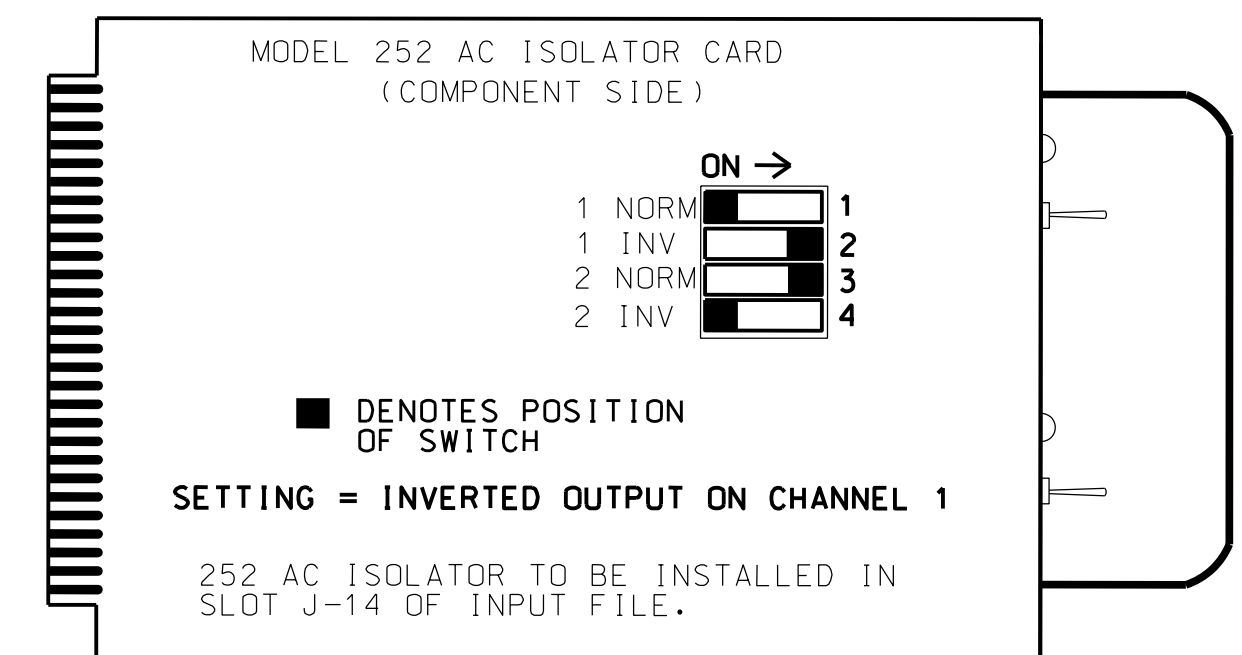 MODEL 252 AC ISOLATOR CARD
(COMPONENT SIDE)
ON →
1 NORM 1
1 INV 2
2 NORM 3
2 INV 4
DENOTES POSITION
OF SWITCH
SETTING = INVERTED OUTPUT ON CHANNEL 1
252 AC ISOLATOR TO BE INSTALLED IN
SLOT J-14 OF INPUT FILE.